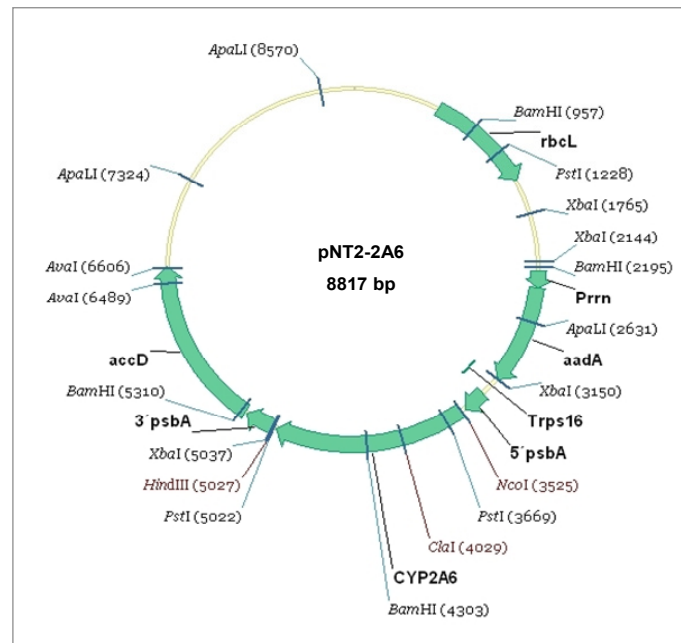 ApaLI (8570)
BamHI (957)
rbcL
ApaLI (7324)
PstI (1228)
XbaI (1765)
XbaI (2144)
pNT2-2A6
AvaI (6606)
BamHI (2195)
8817 bp
AvaI (6489)
Prrn
ApaLI (2631)
accD
aadA
BamHI (5310)
XbaI (3150)
3´psbA
Trps16
XbaI (5037)
5´psbA
HindIII (5027)
NcoI (3525)
PstI (5022)
PstI (3669)
ClaI (4029)
CYP2A6
BamHI (4303)